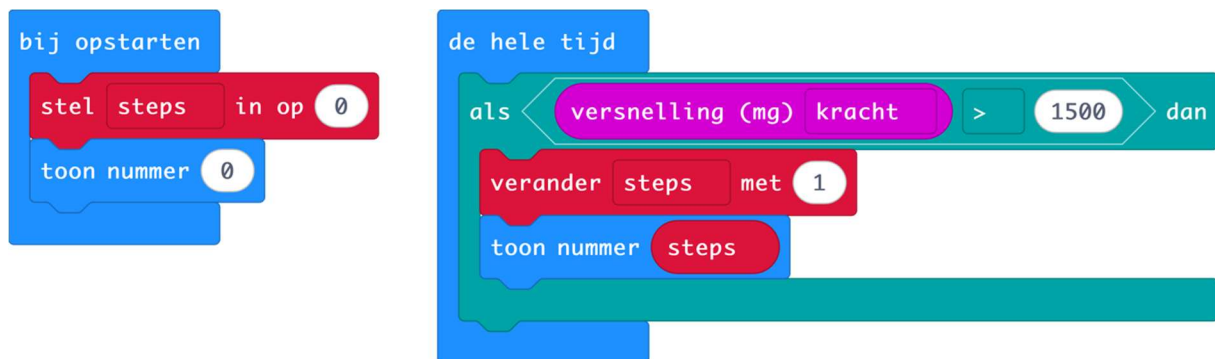 bij opstarten
stel steps in op 0
toon nummer 0
de hele tijd
als versnelling (mg) kracht > 1500 dan
verander steps met 1
toon nummer steps